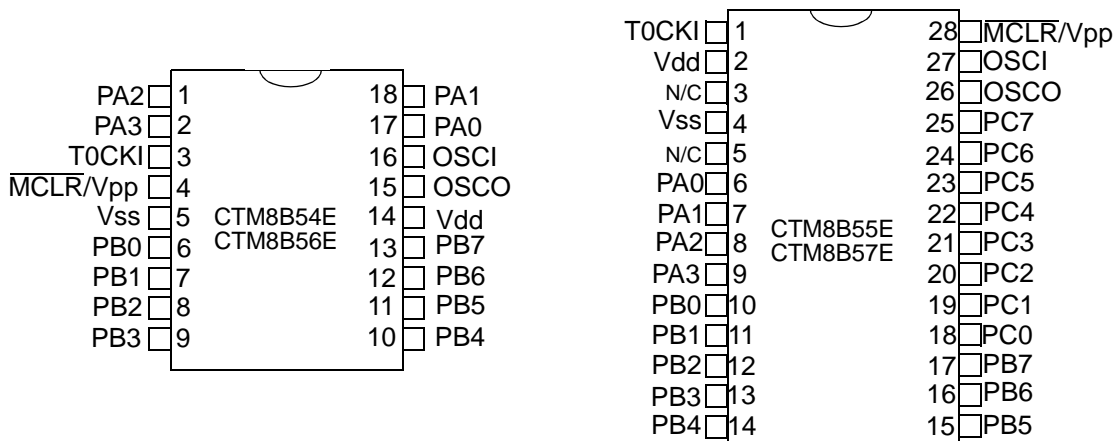 PA2 1 18 PA1
PA3 2 17 PA0
T0CKI 3 16 OSCI
MCLR/Vpp 4 15 OSCO
Vss 5 14 Vdd
CTM8B54E
CTM8B56E
PB0 6 13 PB7
PB1 7 12 PB6
PB2 8 11 PB5
PB3 9 10 PB4
T0CKI 1 28 MCLR/Vpp
Vdd 2 27 OSCI
N/C 3 26 OSCO
Vss 4 25 PC7
N/C 5 24 PC6
PA0 6 23 PC5
PA1 7 22 PC4
CTM8B55E
CTM8B57E
PA2 8 21 PC3
PA3 9 20 PC2
PB0 10 19 PC1
PB1 11 18 PC0
PB2 12 17 PB7
PB3 13 16 PB6
PB4 14 15 PB5